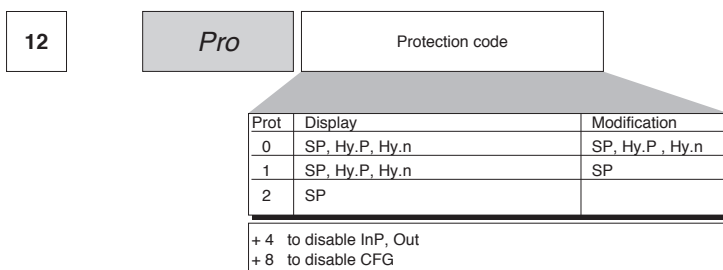 12 Pro Protection code
Prot Display Modification
0 SP, Hy.P, Hy.n SP, Hy.P , Hy.n
1 SP, Hy.P, Hy.n SP
2 SP
+ 4 to disable InP, Out
+ 8 to disable CFG